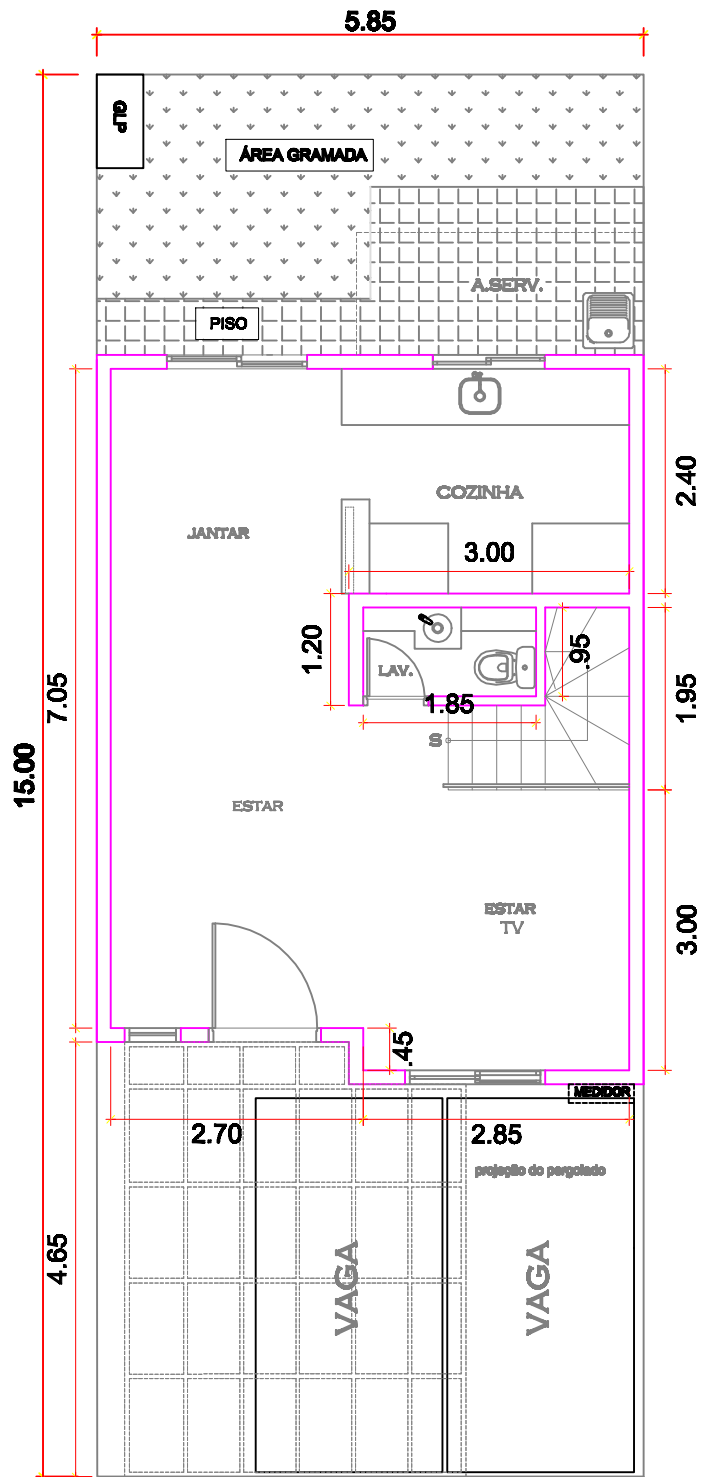 5.85
GLP
ÁREA GRAMADA
A.SERV.
PISO
2.40
COZINHA
JANTAR
3.00
1.20
.95
LAV.
1.85
1.95
7.05
S
15.00
ESTAR
ESTAR
TV
3.00
.45
MEDIDOR
2.70
2.85
projeção do pergolado
4.65
VAGA
VAGA